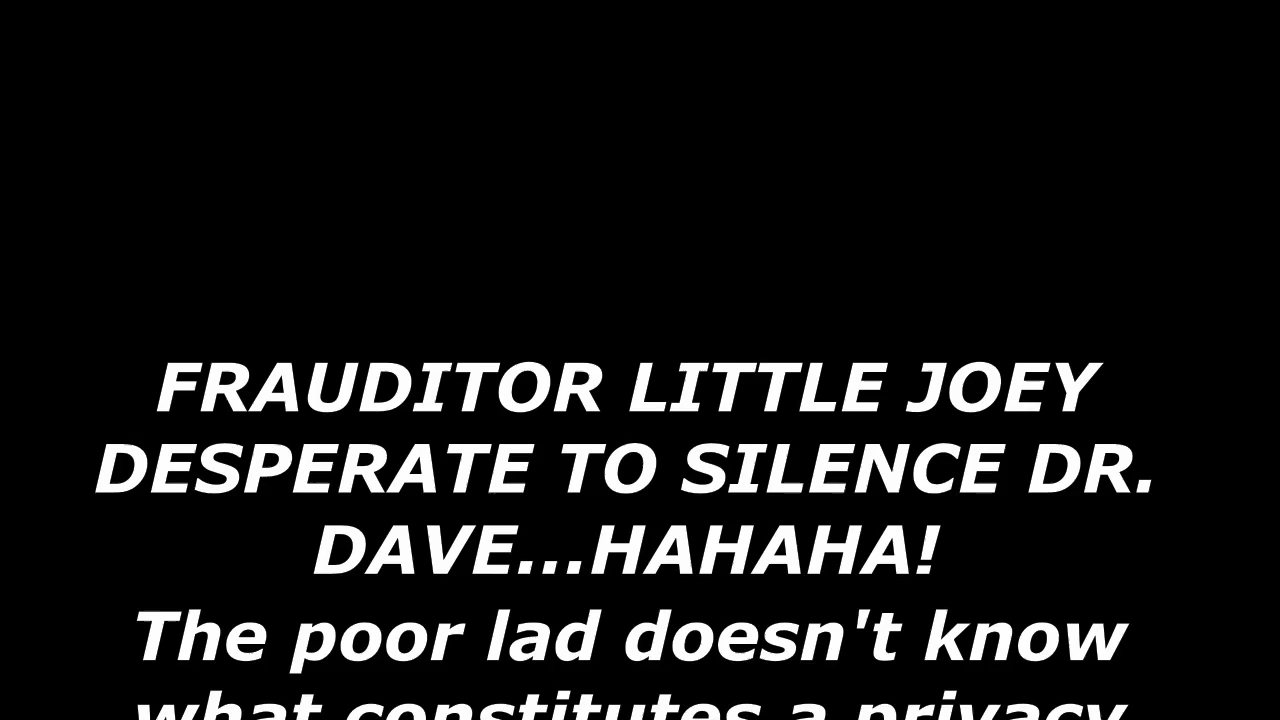 FRAUDITOR LITTLE JOEY
DESPERATE TO SILENCE DR.
DAVE...HAHAHA!
The poor lad doesn't know
what constitutes a privacy